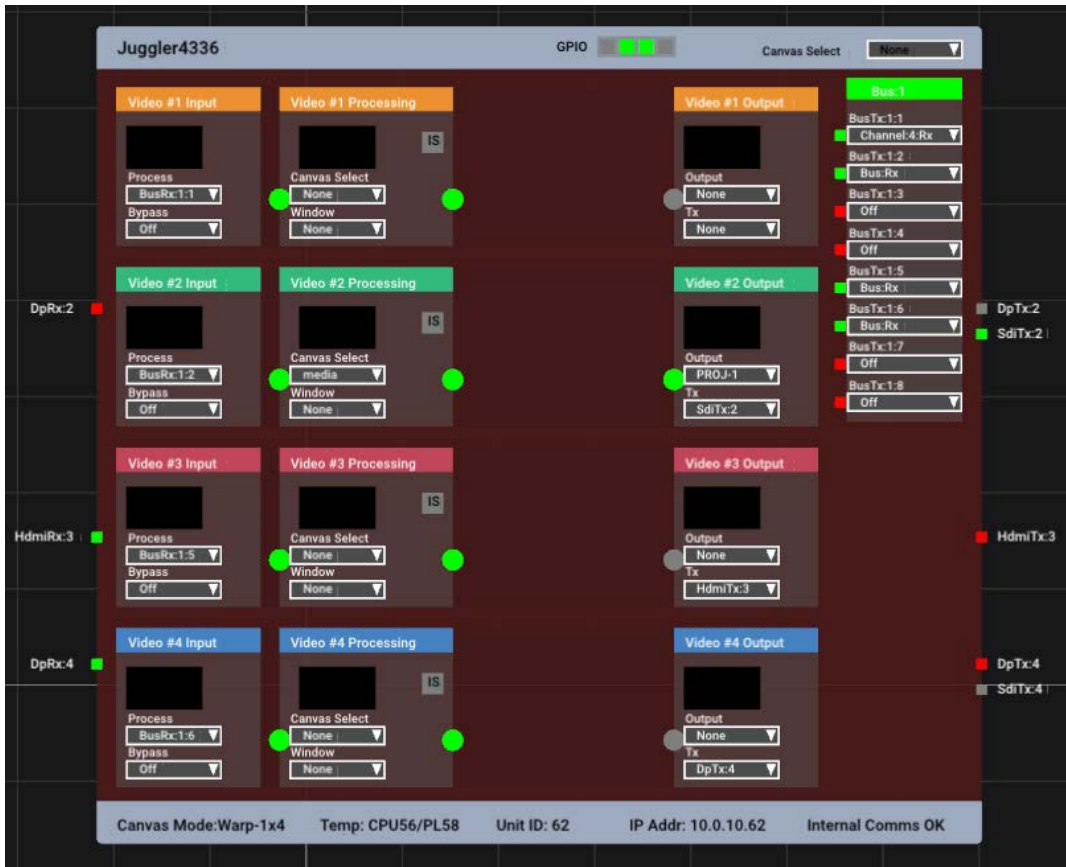 Juggler4336
GPIO
Canvas Select
None
Video #1 Input
Process
BusRx:1:1
Bypass
Off
Video #1 Processing
IS
Canvas Select
None
Window
None
Video #1 Output
Output
None
Tx
None
Bus:1
BusTx:1:1
Channel:4:Rx
BusTx:1:2
Bus:Rx
BusTx:1:3
Off
BusTx:1:4
Off
BusTx:1:5
Bus:Rx
BusTx:1:6
Bus:Rx
BusTx:1:7
Off
BusTx:1:8
Off
DpRx:2
Video #2 Input
Process
BusRx:1:2
Bypass
Off
Video #2 Processing
IS
Canvas Select
media
Window
None
Video #2 Output
Output
PROJ-1
Tx
SdiTx:2
DpTx:2
SdiTx:2
HdmiRx:3
Video #3 Input
Process
BusRx:1:5
Bypass
Off
Video #3 Processing
IS
Canvas Select
None
Window
None
Video #3 Output
Output
None
Tx
HdmiTx:3
HdmiTx:3
DpRx:4
Video #4 Input
Process
BusRx:1:6
Bypass
Off
Video #4 Processing
IS
Canvas Select
None
Window
None
Video #4 Output
Output
None
Tx
DpTx:4
DpTx:4
SdiTx:4
Canvas Mode:Warp-1x4 Temp: CPU56/PL58 Unit ID: 62 IP Addr: 10.0.10.62 Internal Comms OK